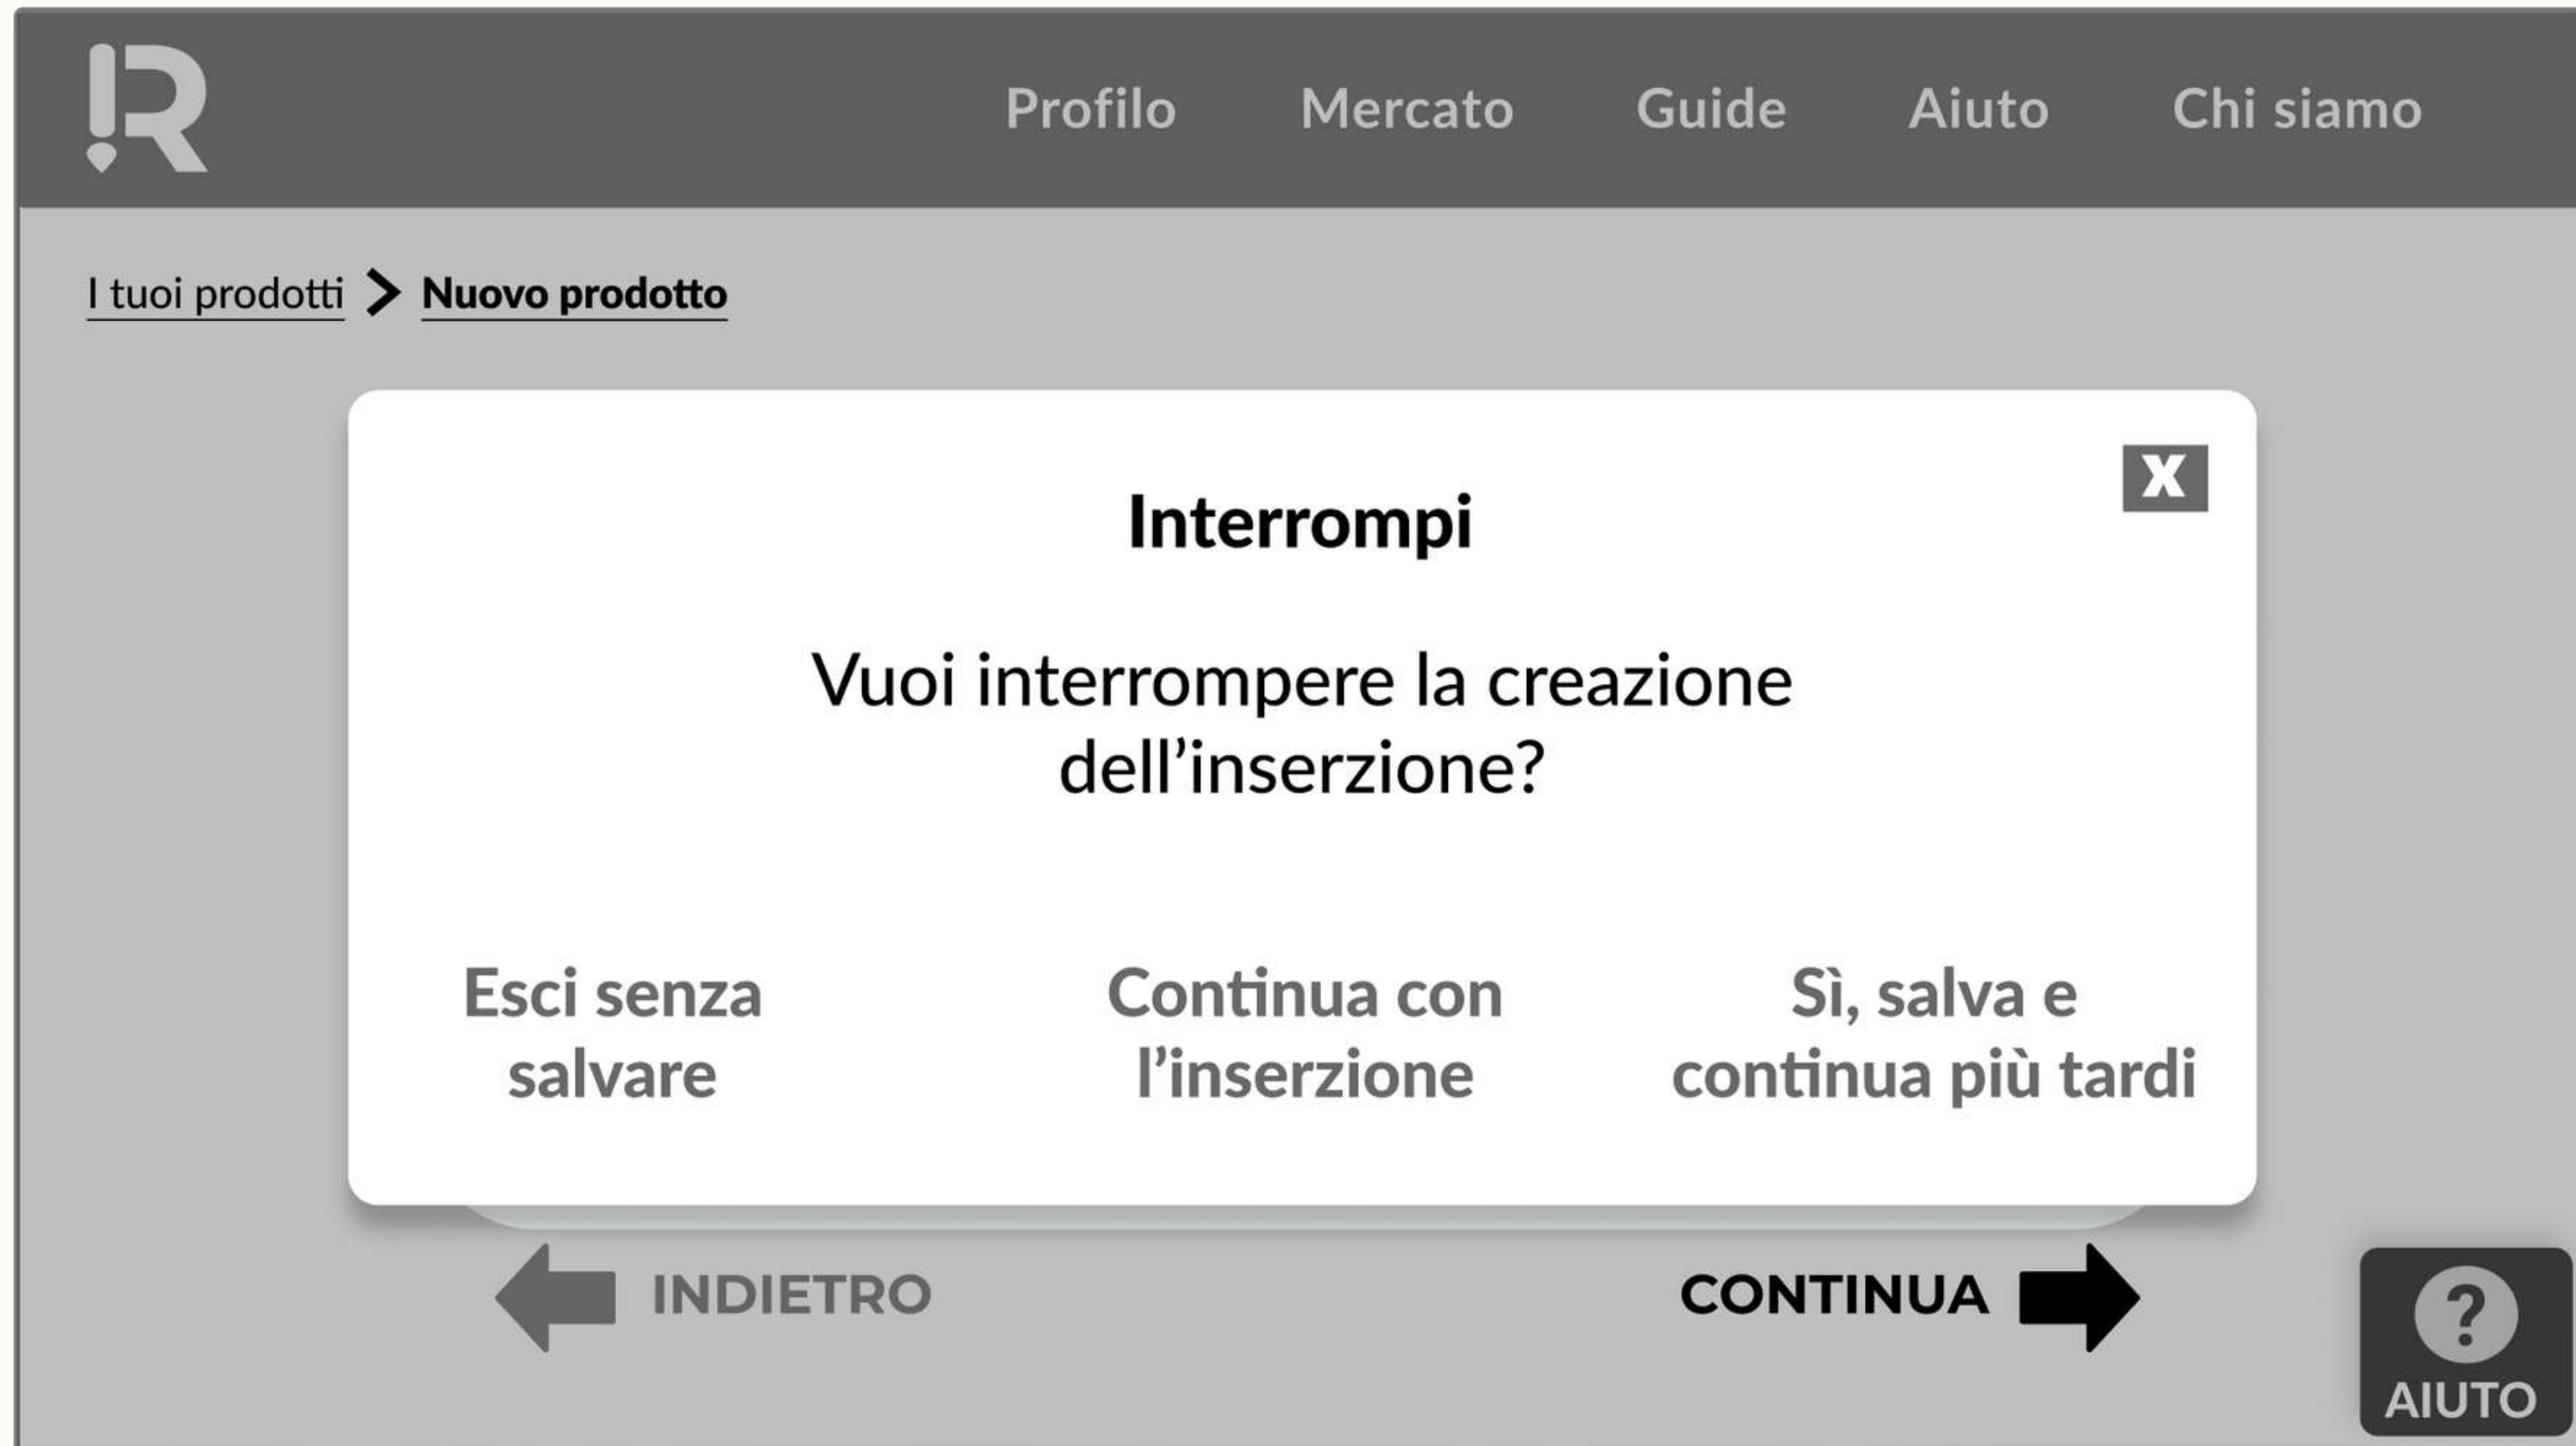 R
Profilo Mercato Guide Aiuto Chi siamo
I tuoi prodotti > Nuovo prodotto
X
Interrompi
Vuoi interrompere la creazione
dell’inserzione?
Esci senza
salvare
Continua con
l’inserzione
Sì, salva e
continua più tardi
INDIETRO
CONTINUA
?
AIUTO